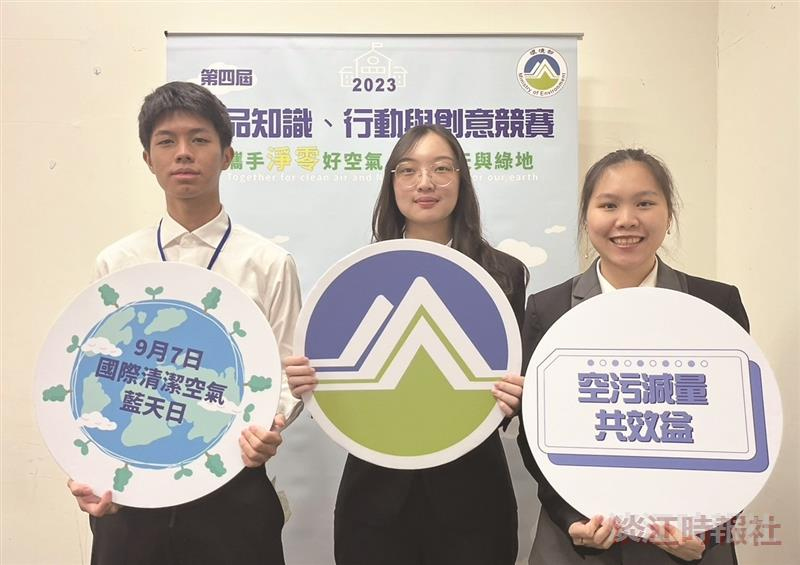 第四屆
2023
環境部
Ministry of Environment
品知識、行動與創意競賽
攜手淨零好空氣
與綠地
Together for clean air and
for our earth
9月7日
國際清潔空氣
藍天日
空污減量
共效益
淡江時報社